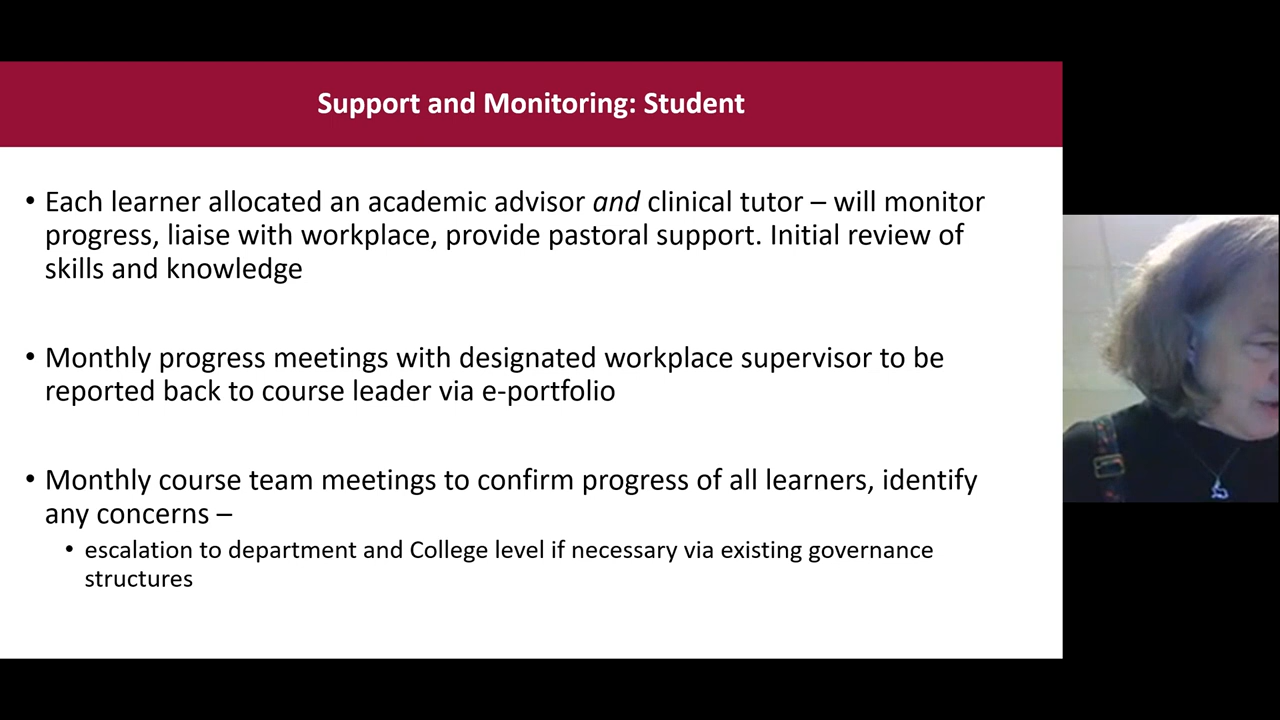 Support and Monitoring: Student
• Each learner allocated an academic advisor and clinical tutor – will monitor
progress, liaise with workplace, provide pastoral support. Initial review of
skills and knowledge
• Monthly progress meetings with designated workplace supervisor to be
reported back to course leader via e-portfolio
• Monthly course team meetings to confirm progress of all learners, identify
any concerns –
• escalation to department and College level if necessary via existing governance
structures